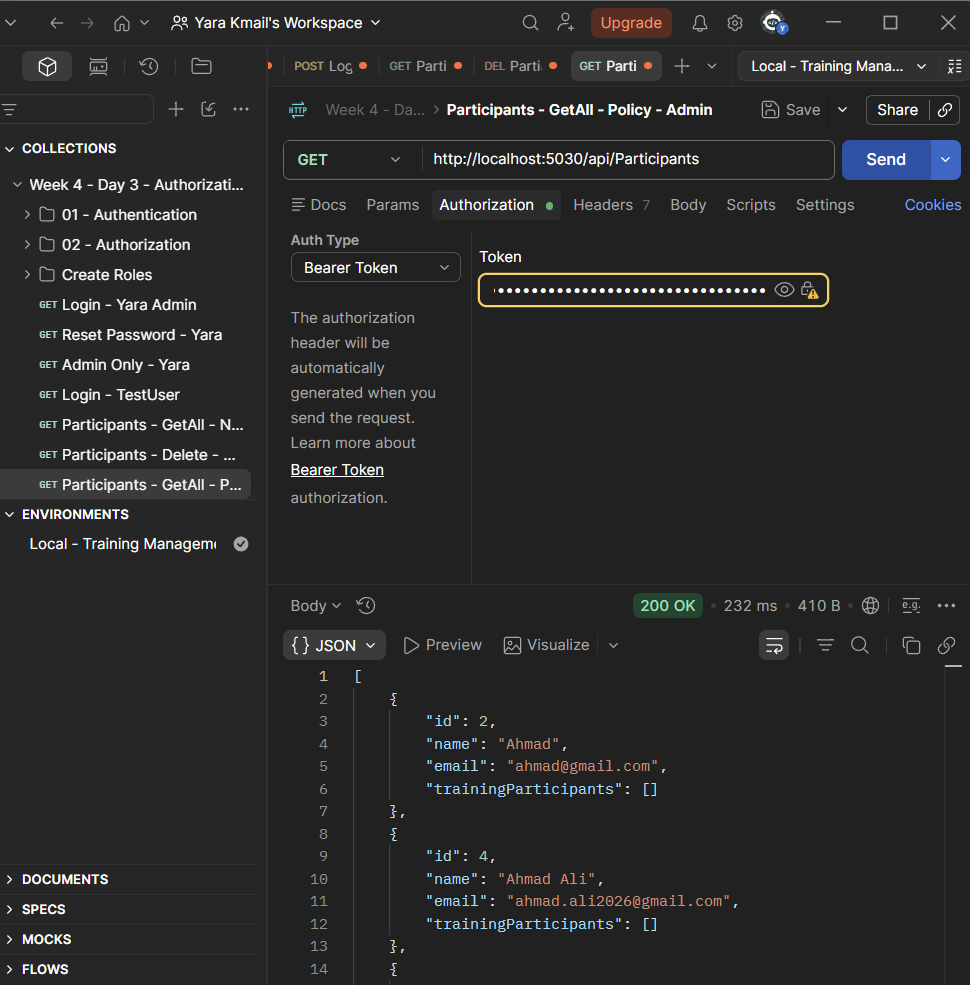 Yara Kmail's Workspace
Upgrade
POST Log
GET Parti
DEL Parti
GET Parti
Local - Training Mana...
Week 4 - Da... > Participants - GetAll - Policy - Admin
Save
Share
COLLECTIONS
Week 4 - Day 3 - Authorizati...
01 - Authentication
02 - Authorization
Create Roles
GET Login - Yara Admin
GET Reset Password - Yara
GET Admin Only - Yara
GET Login - TestUser
GET Participants - GetAll - N...
GET Participants - Delete - ...
GET Participants - GetAll - P...
ENVIRONMENTS
Local - Training Managem
DOCUMENTS
SPECS
MOCKS
FLOWS
HTTP
GET
http://localhost:5030/api/Participants
Send
Docs
Params
Authorization
Headers 7
Body
Scripts
Settings
Cookies
Auth Type
Bearer Token
The authorization
header will be
automatically
generated when you
send the request.
Learn more about
Bearer Token
authorization.
Token
Body
200 OK
232 ms
410 B
e.g.
{} JSON
Preview
Visualize
1 [
2 {
3 "id": 2,
4 "name": "Ahmad",
5 "email": "ahmad@gmail.com",
6 "trainingParticipants": []
7 },
8 {
9 "id": 4,
10 "name": "Ahmad Ali",
11 "email": "ahmad.ali2026@gmail.com",
12 "trainingParticipants": []
13 },
14 {